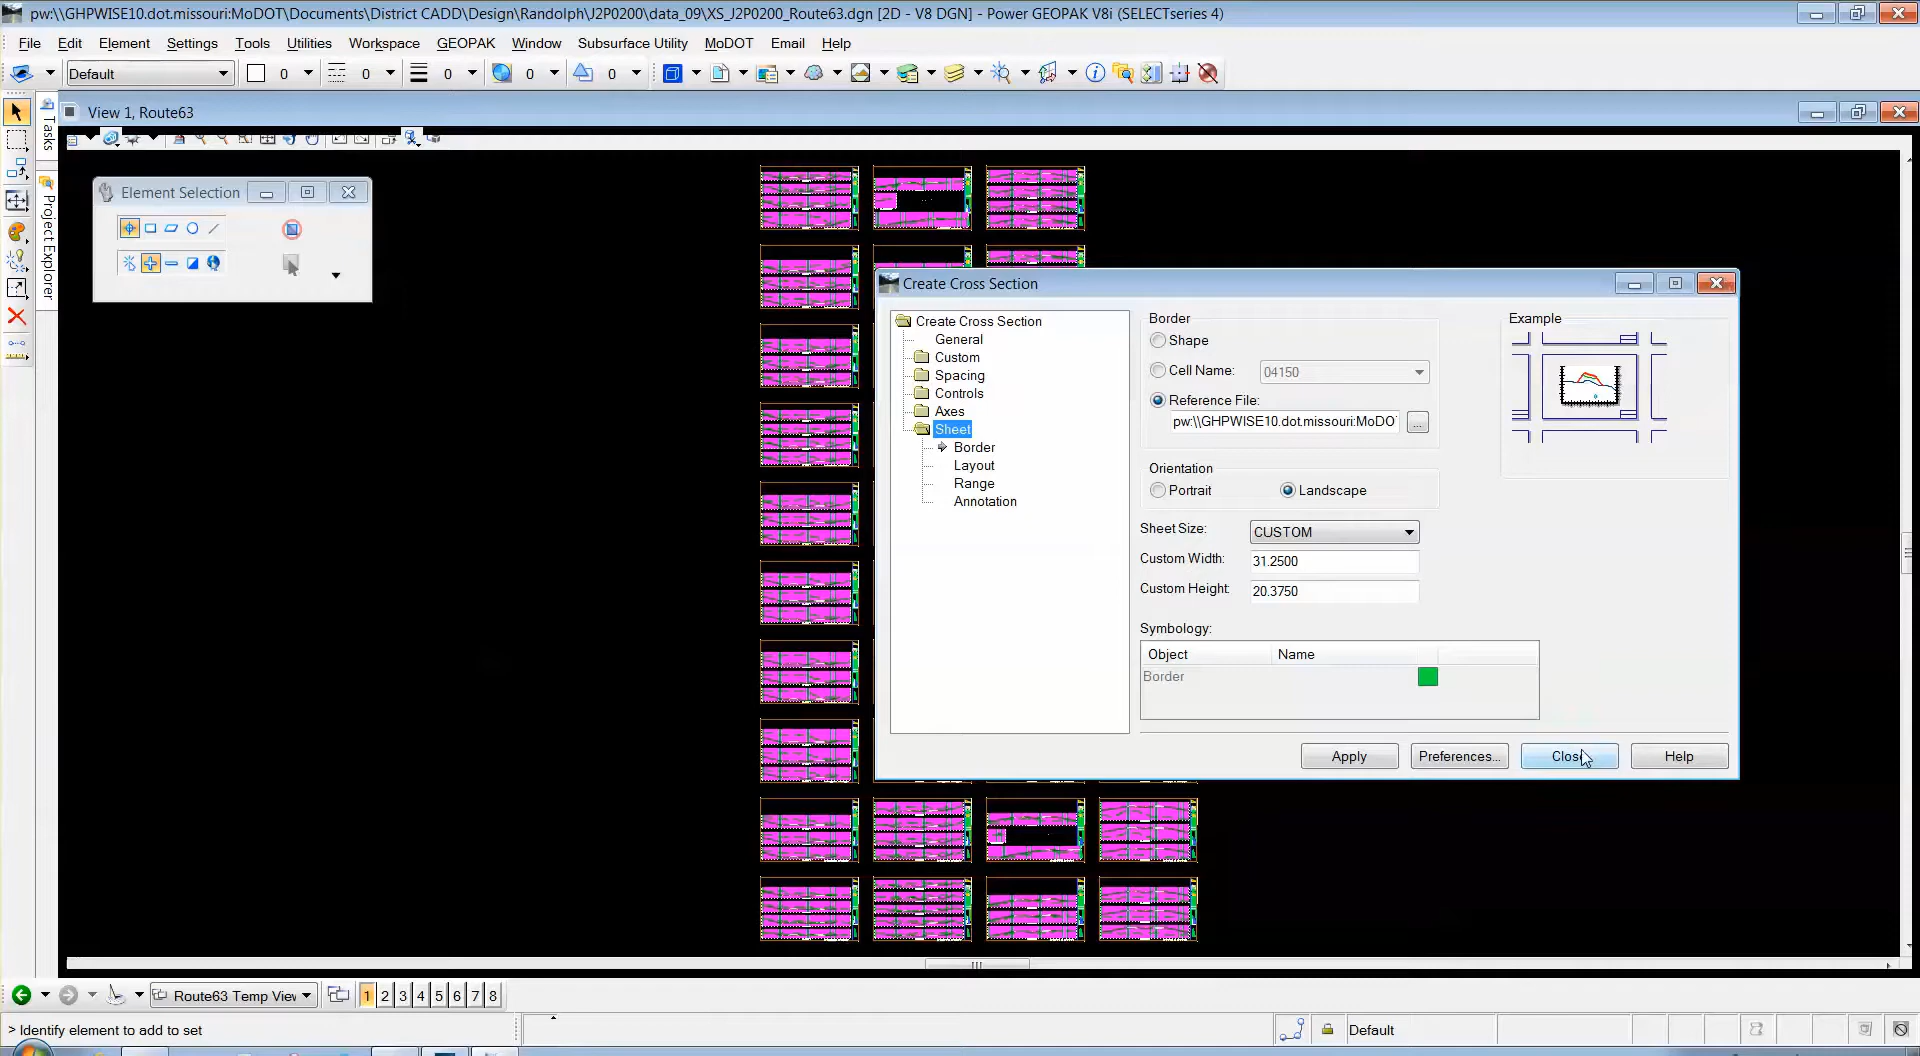 pw:\\GHPWISE10.dot.missouri:MoDOT\Documents\District CADD\Design\Randolph\J2P0200\data_09\XS_J2P0200_Route63.dgn [2D - V8 DGN] - Power GEOPAK V8i (SELECTseries 4)
File Edit Element Settings Tools Utilities Workspace GEOPAK Window Subsurface Utility MoDOT Email Help
Default 0 0 0 0 0
View 1, Route63
Tasks
Project Explorer
Element Selection
Create Cross Section
Create Cross Section
General
Custom
Spacing
Controls
Axes
Sheet
Border
Layout
Range
Annotation
Border
Shape
Cell Name: 04150
Reference File:
pw:\\GHPWISE10.dot.missouri:MoDO
...
Orientation
Portrait Landscape
Sheet Size: CUSTOM
Custom Width: 31.2500
Custom Height: 20.3750
Symbology:
Object Name
Border
Example
Apply Preferences... Close Help
Route63 Temp View 1 2 3 4 5 6 7 8
> Identify element to add to set
Default